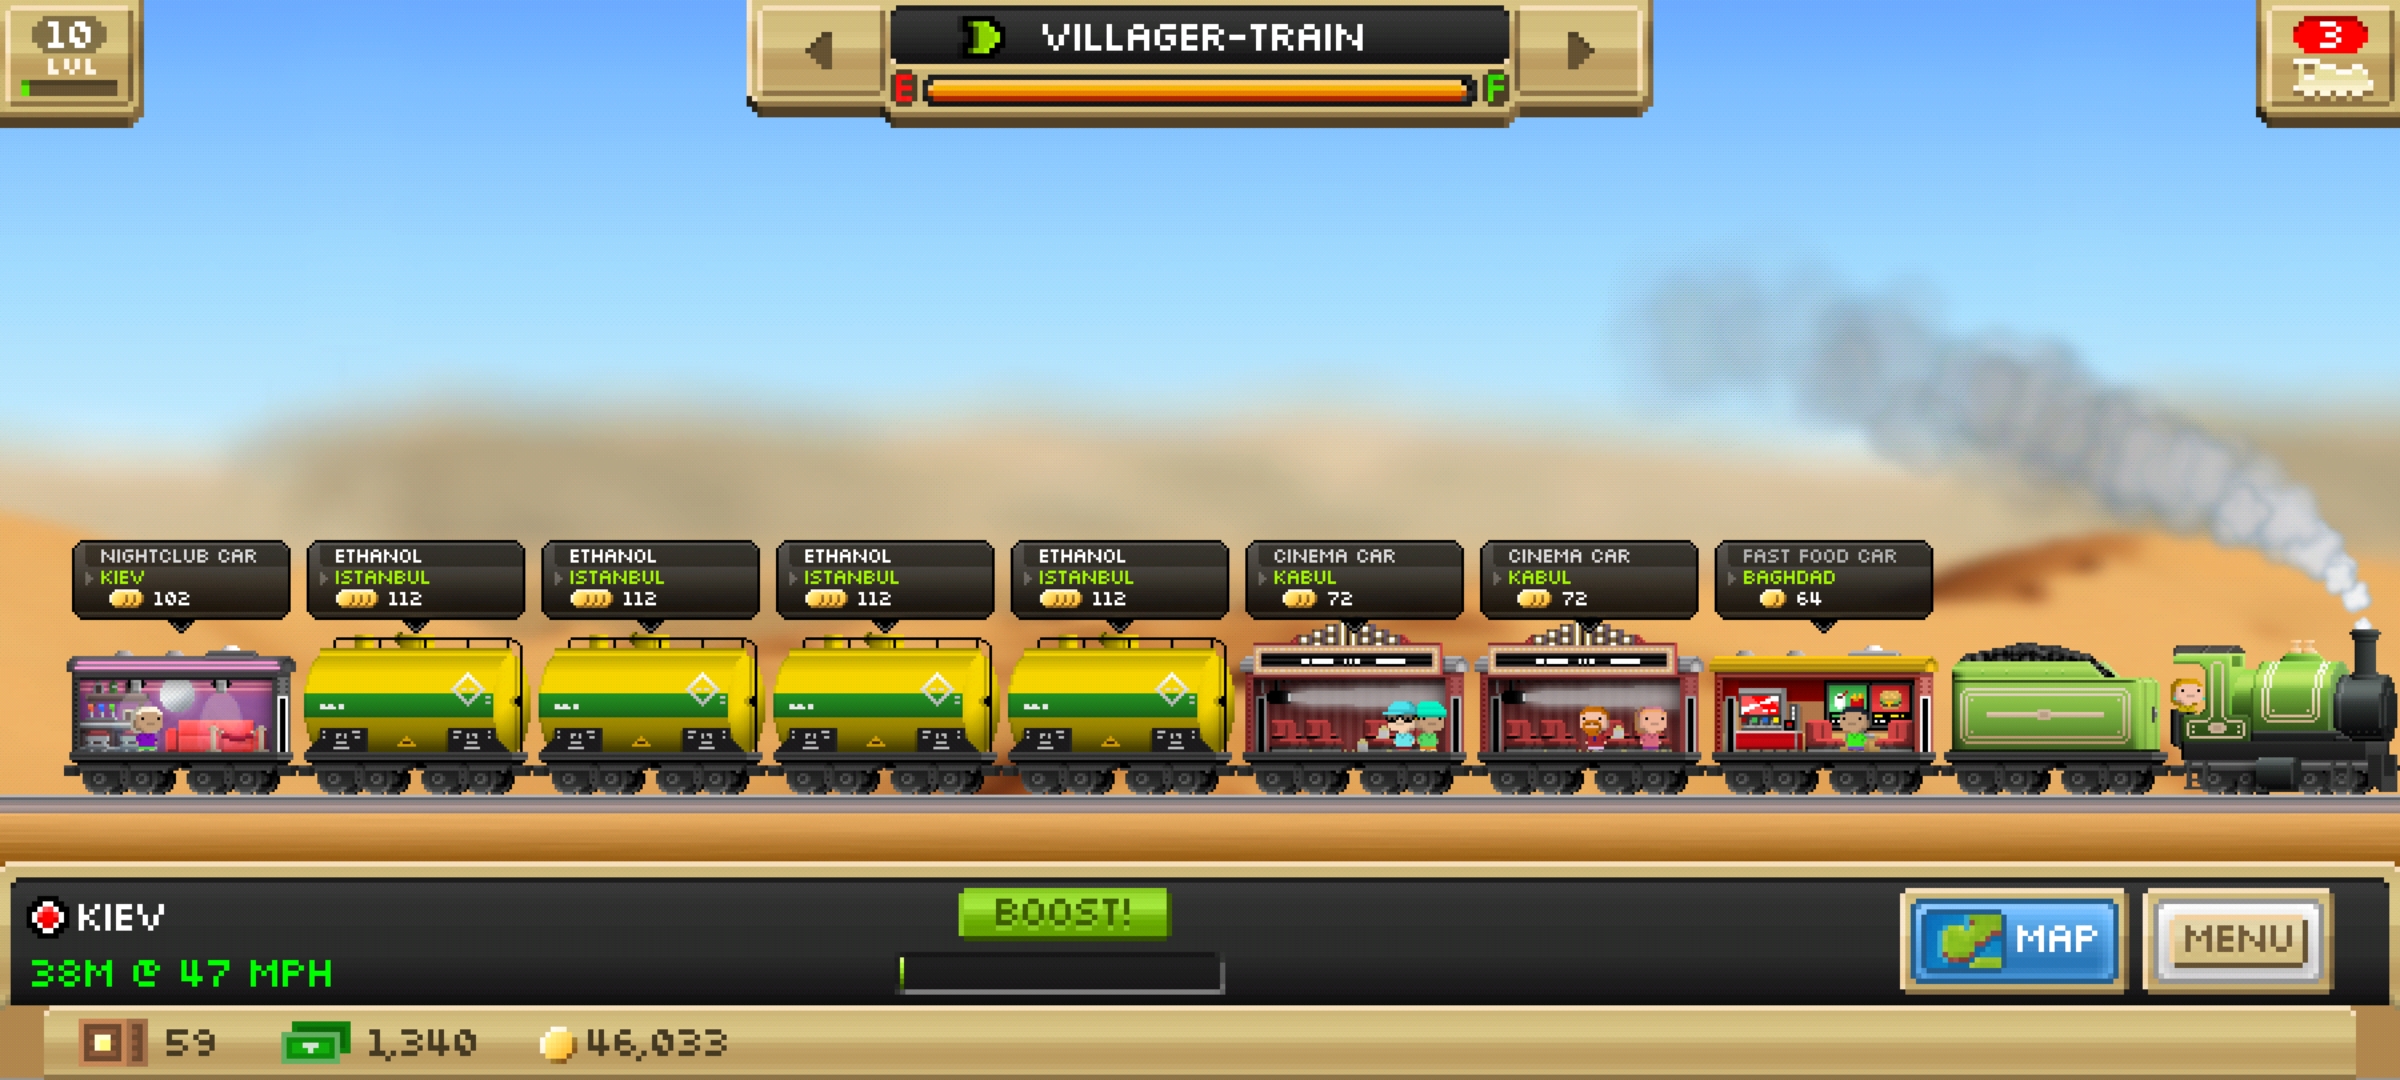 10
LVL
VILLAGER-TRAIN
E F
3
NIGHTCLUB CAR
KIEV
102
ETHANOL
ISTANBUL
112
ETHANOL
ISTANBUL
112
ETHANOL
ISTANBUL
112
ETHANOL
ISTANBUL
112
CINEMA CAR
KABUL
72
CINEMA CAR
KABUL
72
FAST FOOD CAR
BAGHDAD
64
KIEV
38M @ 47 MPH
BOOST!
MAP
MENU
59
1,340
46,033